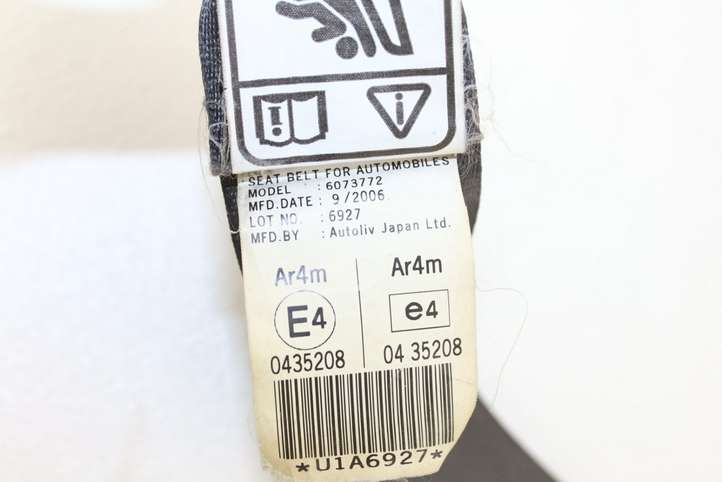 SEAT BELT FOR AUTOMOBILES
MODEL : 6073772
MFD.DATE : 9/2006
LOT NO. : 6927
MFD.BY : Autoliv Japan Ltd.
Ar4m Ar4m
E4 e4
0435208 04 35208
*U1A6927*